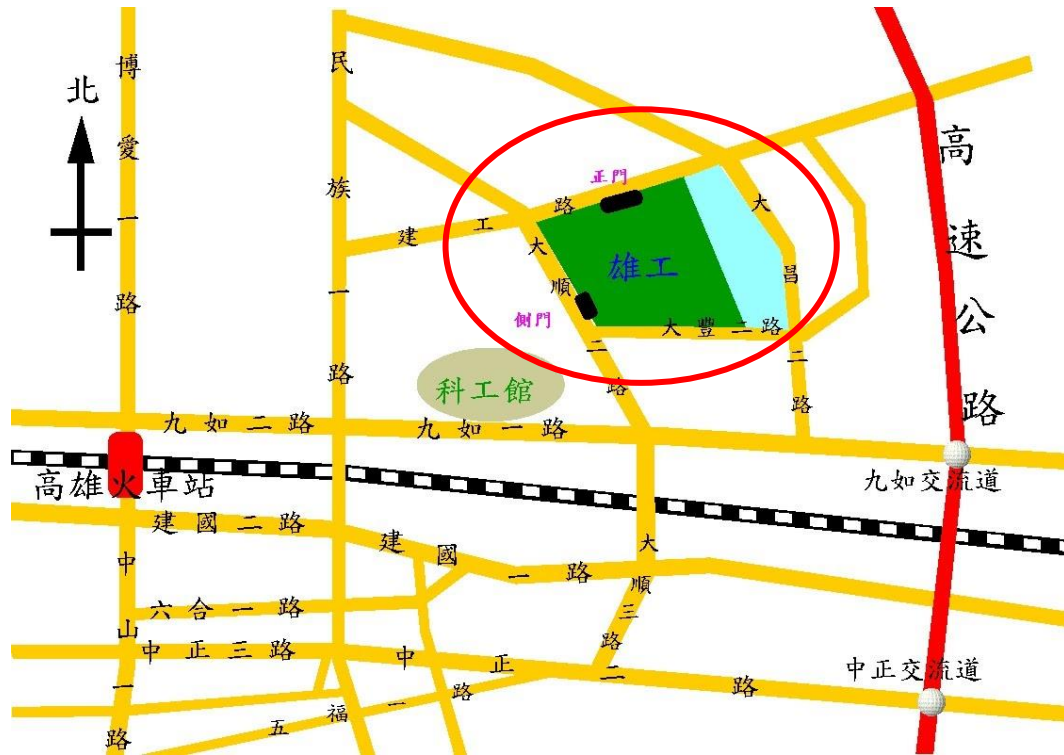 北
博愛一路
民族一路
高速公路
正門
建工路
大順二路
雄工
大昌二路
側門
大豐二路
科工館
九如二路
九如一路
高雄火車站
九如交流道
建國二路
建國一路
大順三路
六合一路
中山一路
中正三路
中正二路
中正交流道
五福一路